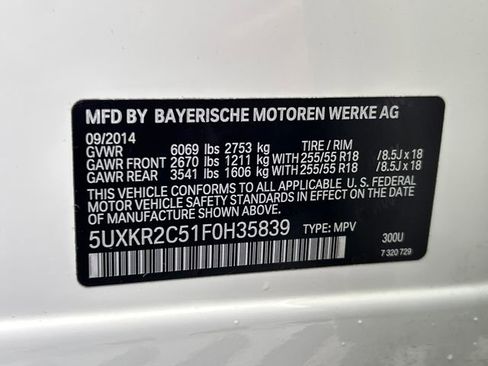 MFD BY BAYERISCHE MOTOREN WERKE AG
09/2014
GVWR 6069 lbs 2753 kg TIRE / RIM
GAWR FRONT 2670 lbs 1211 kg WITH 255/55 R18 /8.5J x 18
GAWR REAR 3541 lbs 1606 kg WITH 255/55 R18 /8.5J x 18
THIS VEHICLE CONFORMS TO ALL APPLICABLE U. S. FEDERAL
MOTOR VEHICLE SAFETY STANDARDS IN EFFECT ON THE
DATE OF MANUFACTURE SHOWN ABOVE.
5UXKR2C51F0H35839 TYPE: MPV
300U
7 320 729